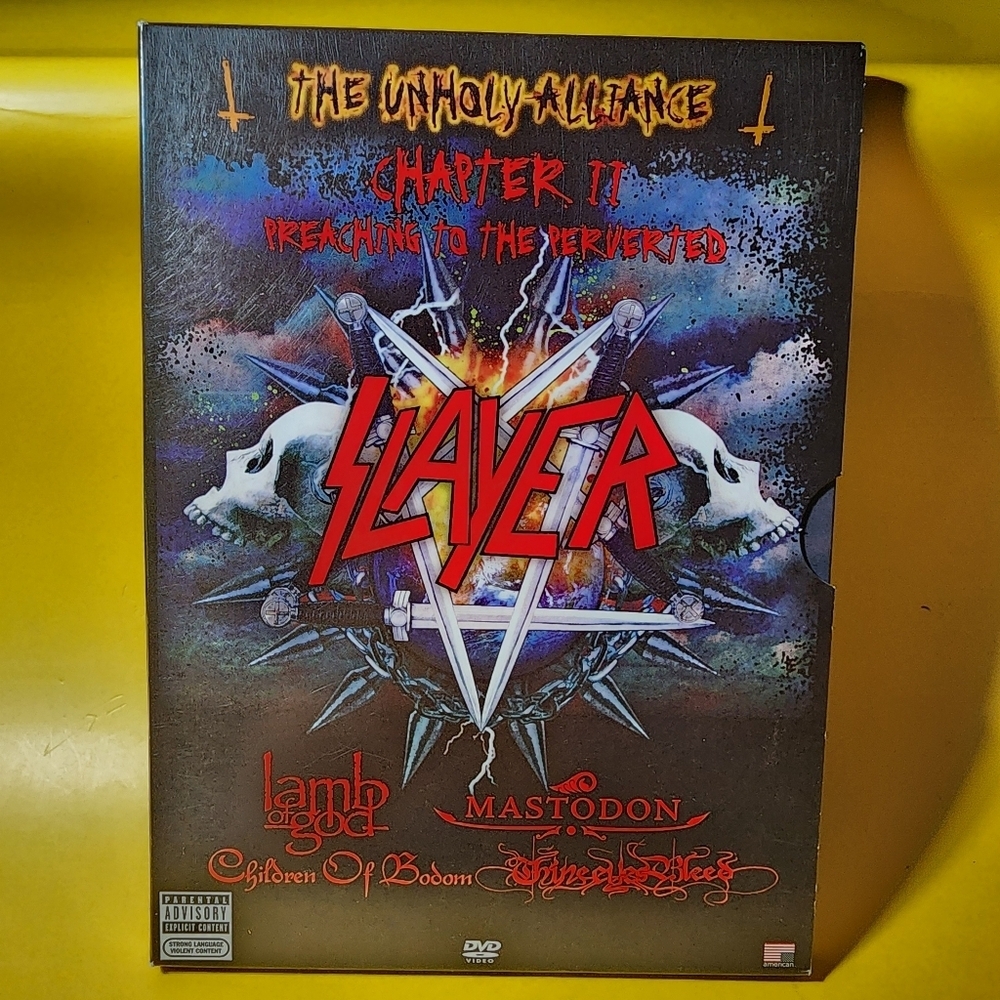 THE UNHOLY ALLIANCE
CHAPTER II
PREACHING TO THE PERVERTED
SLAYER
lamb of god
MASTODON
Children Of Bodom
Thine Eyes Bleed
PARENTAL
ADVISORY
EXPLICIT CONTENT
STRONG LANGUAGE
VIOLENT CONTENT
DVD
VIDEO
american